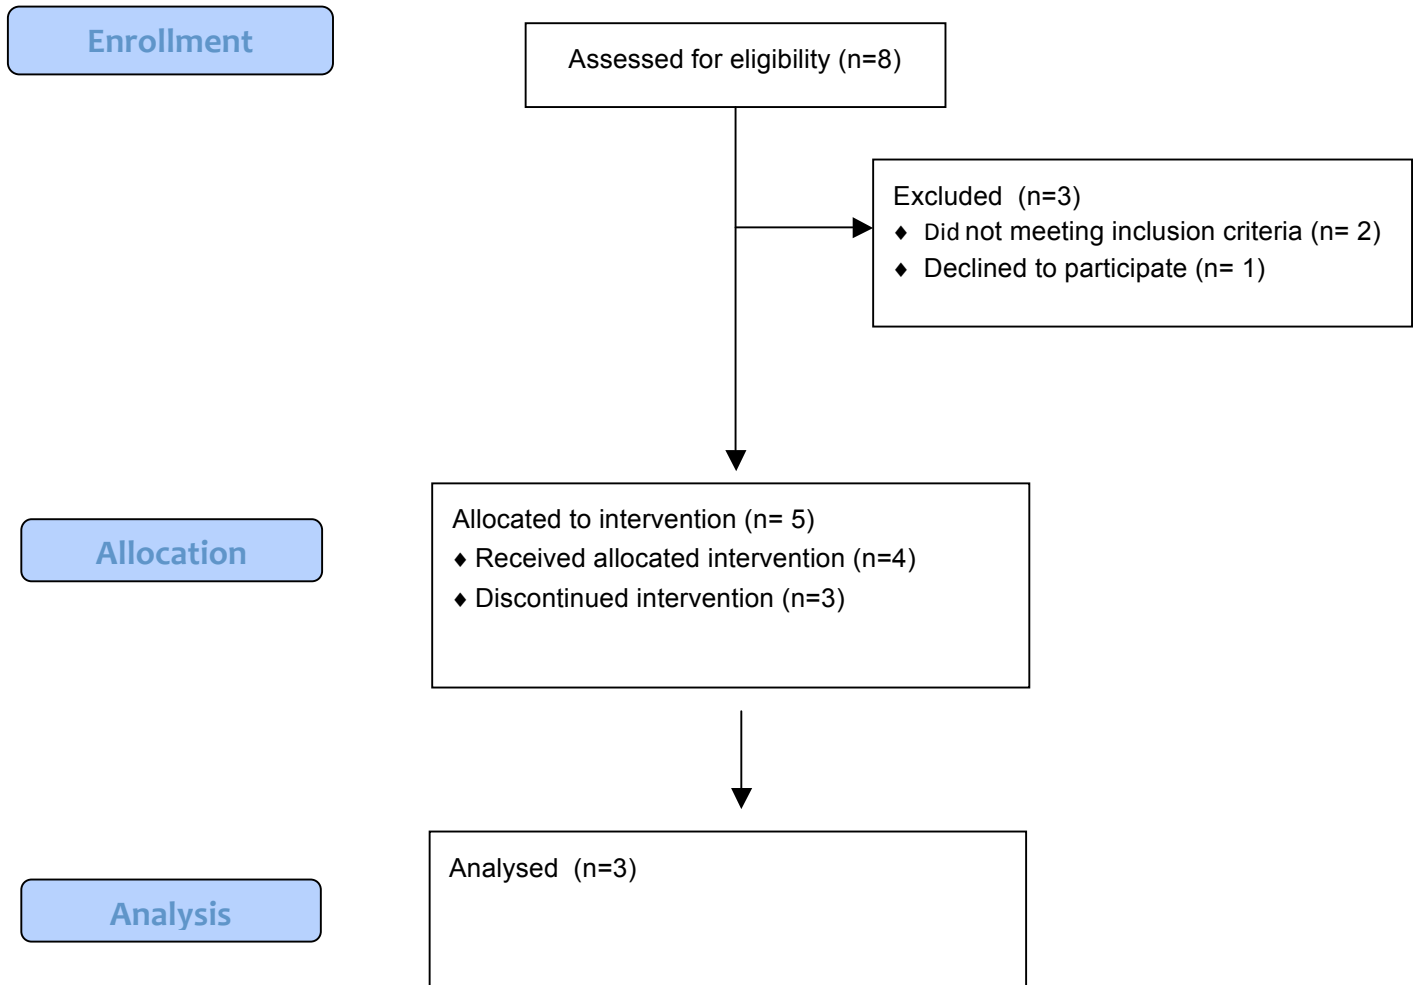 Enrollment
Assessed for eligibility (n=8)
Excluded  (n=3)
♦ Did not meeting inclusion criteria (n= 2)
♦ Declined to participate (n= 1)
Allocation
Allocated to intervention (n= 5)
♦ Received allocated intervention (n=4)
♦ Discontinued intervention (n=3)
Analysis
Analysed  (n=3)